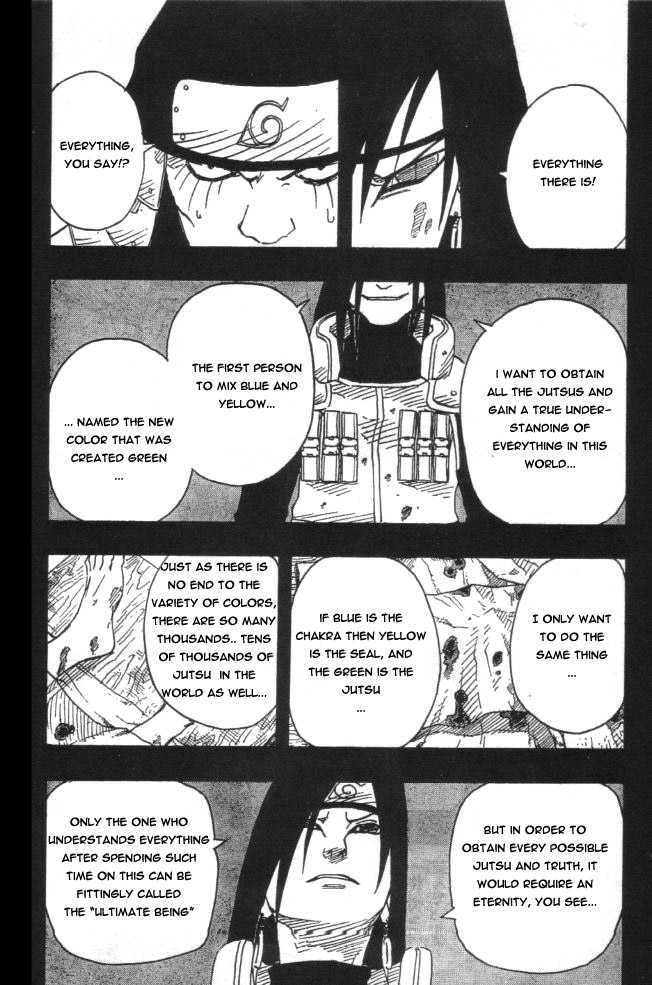 EVERYTHING
THERE IS!
EVERYTHING,
YOU SAY!?
I WANT TO OBTAIN
ALL THE JUTSUS AND
GAIN A TRUE UNDER-
STANDING OF
EVERYTHING IN THIS
WORLD...
THE FIRST PERSON
TO MIX BLUE AND
YELLOW...
... NAMED THE NEW
COLOR THAT WAS
CREATED GREEN
...
I ONLY WANT
TO DO THE
SAME THING
...
IF BLUE IS THE
CHAKRA THEN YELLOW
IS THE SEAL, AND
THE GREEN IS THE
JUTSU
...
JUST AS THERE IS
NO END TO THE
VARIETY OF COLORS,
THERE ARE SO MANY
THOUSANDS.. TENS
OF THOUSANDS OF
JUTSU IN THE
WORLD AS WELL...
BUT IN ORDER TO
OBTAIN EVERY POSSIBLE
JUTSU AND TRUTH, IT
WOULD REQUIRE AN
ETERNITY, YOU SEE...
ONLY THE ONE WHO
UNDERSTANDS EVERYTHING
AFTER SPENDING SUCH
TIME ON THIS CAN BE
FITTINGLY CALLED
THE "ULTIMATE BEING"